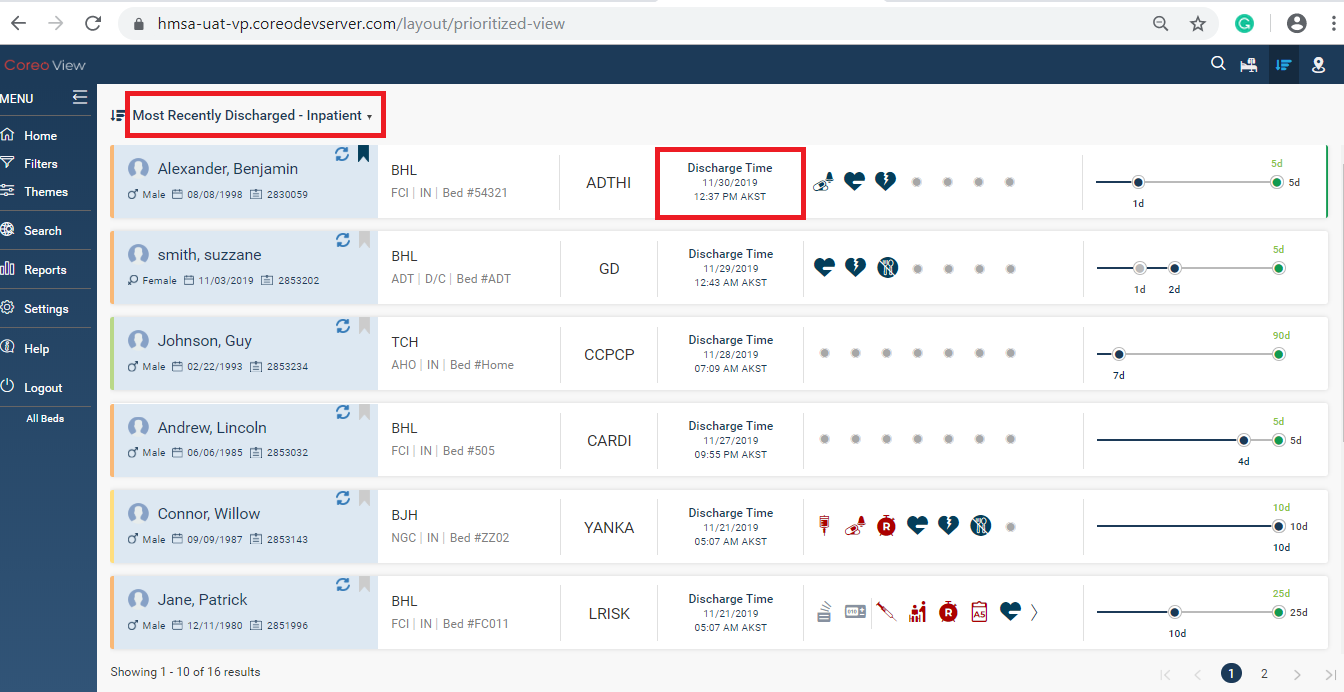 hmsa-uat-vp.coreodevserver.com/layout/prioritized-view
Coreo View
MENU
Home
Filters
Themes
Search
Reports
Settings
Help
Logout
All Beds
Most Recently Discharged - Inpatient
Alexander, Benjamin
Male 08/08/1998 2830059
BHL
FCI | IN | Bed #54321
ADTHI
Discharge Time
11/30/2019
12:37 PM AKST
5d
5d
1d
smith, suzzane
Female 11/03/2019 2853202
BHL
ADT | D/C | Bed #ADT
GD
Discharge Time
11/29/2019
12:43 AM AKST
5d
1d 2d
Johnson, Guy
Male 02/22/1993 2853234
TCH
AHO | IN | Bed #Home
CCPCP
Discharge Time
11/28/2019
07:09 AM AKST
90d
7d
Andrew, Lincoln
Male 06/06/1985 2853032
BHL
FCI | IN | Bed #505
CARDI
Discharge Time
11/27/2019
09:55 PM AKST
5d
5d
4d
Connor, Willow
Male 09/09/1987 2853143
BJH
NGC | IN | Bed #ZZ02
YANKA
Discharge Time
11/21/2019
05:07 AM AKST
R
10d
10d
10d
Jane, Patrick
Male 12/11/1980 2851996
BHL
FCI | IN | Bed #FC011
LRISK
Discharge Time
11/21/2019
05:07 AM AKST
R
A5
25d
25d
10d
Showing 1 - 10 of 16 results
1 2